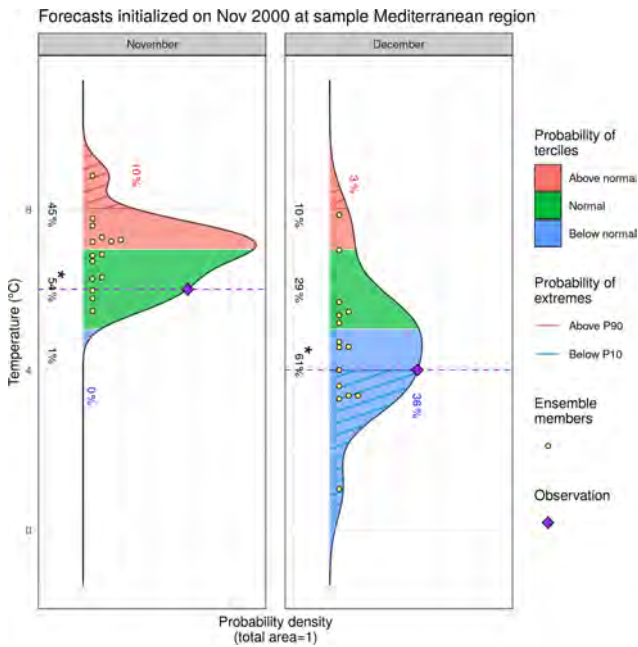 Forecasts initialized on Nov 2000 at sample Mediterranean region
November
December
Temperature (°C)
8
4
0
45%
*
54%
1%
10%
0%
10%
29%
*
61%
3%
36%
Probability density
(total area=1)
Probability of
terciles
Above normal
Normal
Below normal
Probability of
extremes
Above P90
Below P10
Ensemble
members
Observation